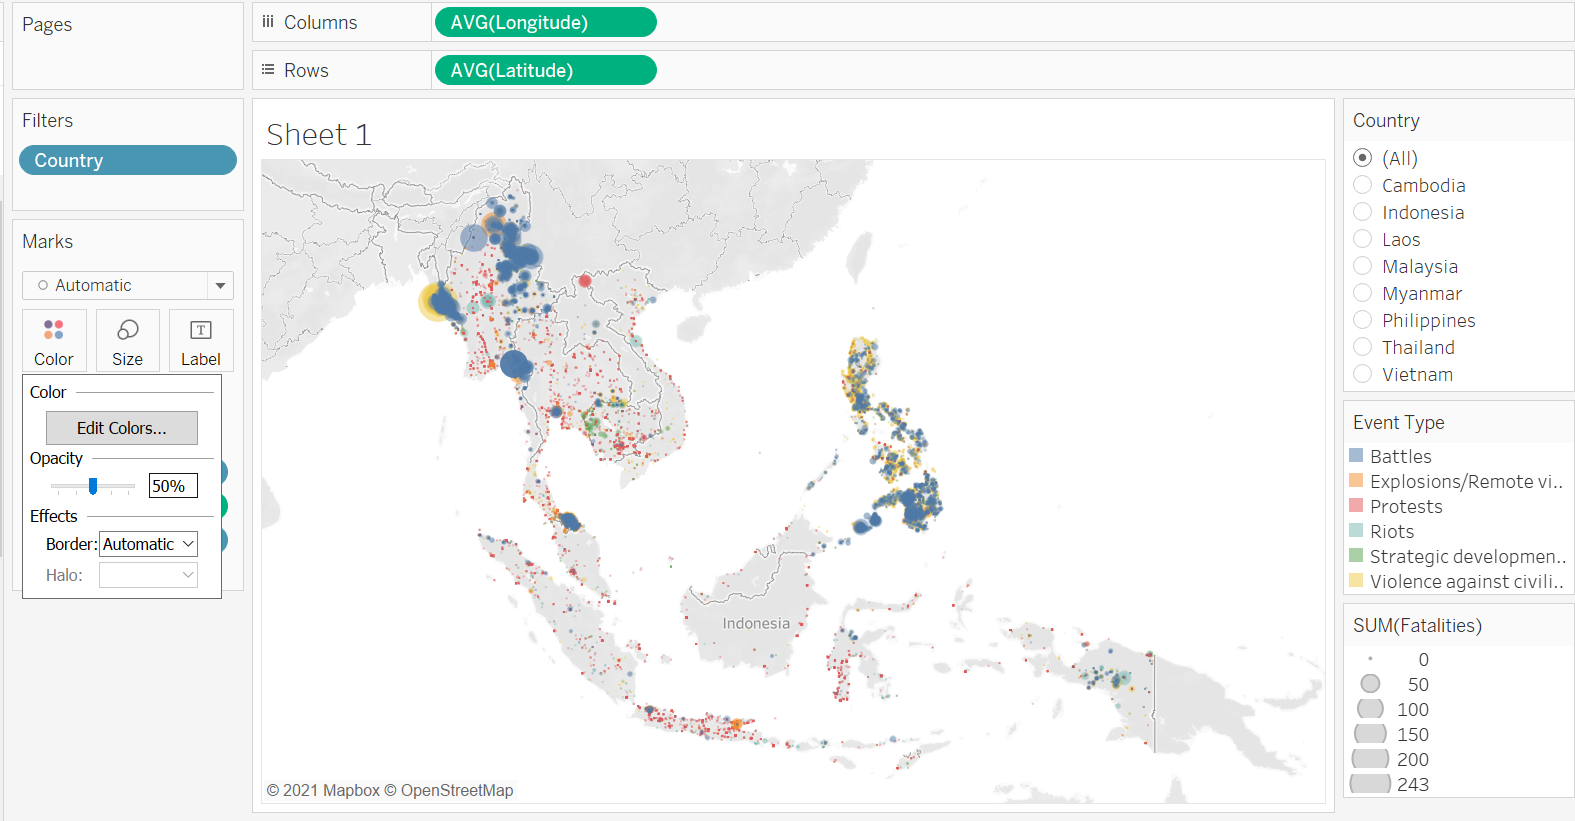 Pages
Columns
AVG(Longitude)
Rows
AVG(Latitude)
Filters
Country
Marks
Automatic
Color
Size
T
Label
Color
Edit Colors...
Opacity
50%
Effects
Border: Automatic
Halo:
Sheet 1
Indonesia
© 2021 Mapbox © OpenStreetMap
Country
(All)
Cambodia
Indonesia
Laos
Malaysia
Myanmar
Philippines
Thailand
Vietnam
Event Type
Battles
Explosions/Remote vi..
Protests
Riots
Strategic developmen..
Violence against civili..
SUM(Fatalities)
0
50
100
150
200
243